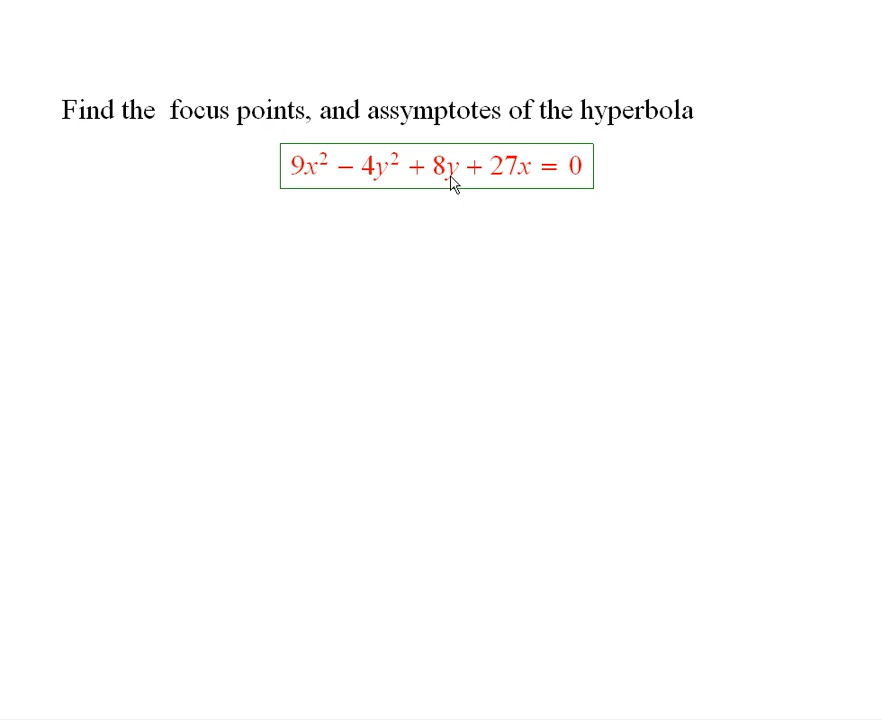 Find the focus points, and assymptotes of the hyperbola
9x² − 4y² + 8y + 27x = 0